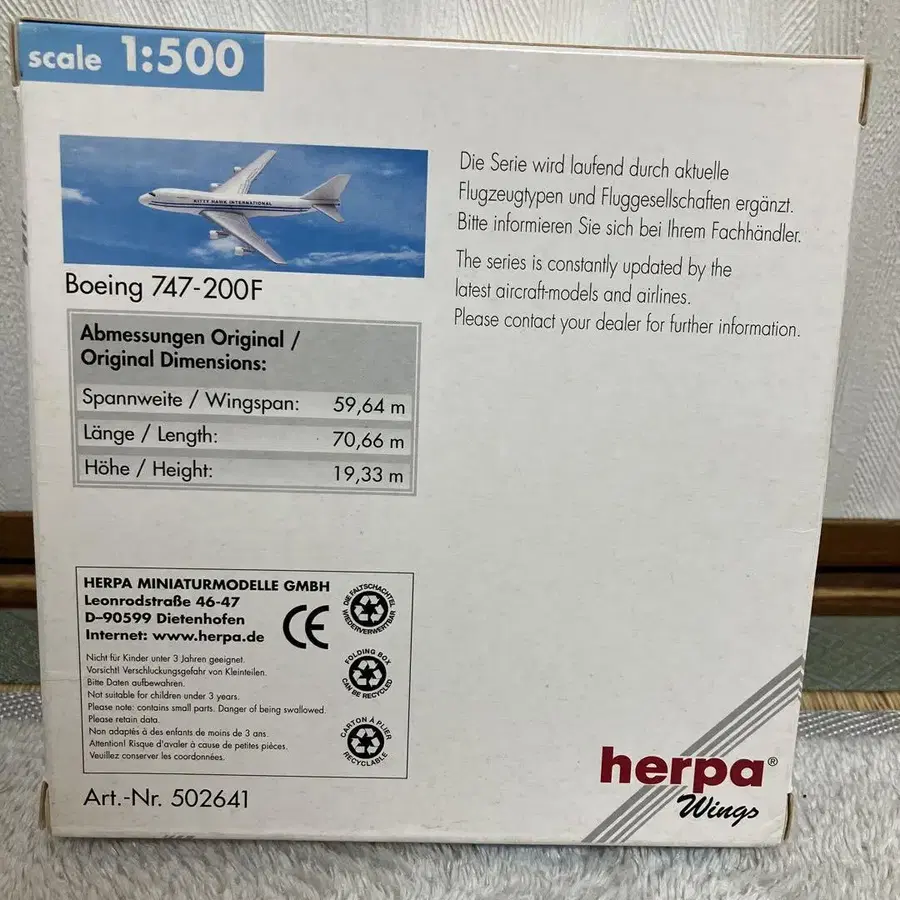 scale 1:500
KITTY HAWK INTERNATIONAL
Boeing 747-200F
Abmessungen Original /
Original Dimensions:
Spannweite / Wingspan: 59,64 m
Länge / Length: 70,66 m
Höhe / Height: 19,33 m
Die Serie wird laufend durch aktuelle
Flugzeugtypen und Fluggesellschaften ergänzt.
Bitte informieren Sie sich bei Ihrem Fachhändler.
The series is constantly updated by the
latest aircraft-models and airlines.
Please contact your dealer for further information.
HERPA MINIATURMODELLE GMBH
Leonrodstraße 46-47
D-90599 Dietenhofen
Internet: www.herpa.de
CE
Nicht für Kinder unter 3 Jahren geeignet.
Vorsicht! Verschluckungsgefahr von Kleinteilen.
Bitte Daten aufbewahren.
Not suitable for children under 3 years.
Please note: contains small parts. Danger of being swallowed.
Please retain data.
Non adaptés à des enfants de moins de 3 ans.
Attention! Risque d'avaler à cause de petites pièces.
Veuillez conserver les coordonnées.
DIE FALTSCHACHTEL
WIEDERVERWERTBAR
FOLDING BOX
CAN BE RECYCLED
CARTON À PLIER
RECYCLABLE
Art.-Nr. 502641
herpa®
Wings